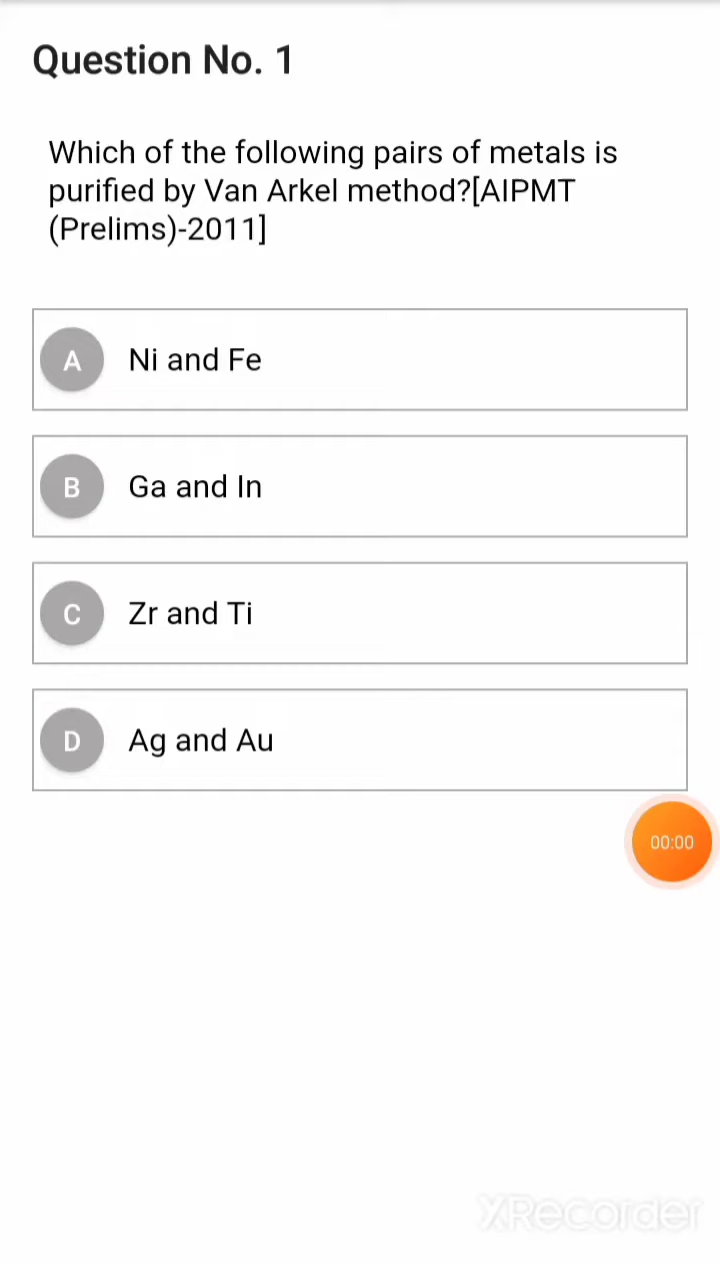 Question No. 1
Which of the following pairs of metals is
purified by Van Arkel method?[AIPMT
(Prelims)-2011]
A Ni and Fe
B Ga and In
C Zr and Ti
D Ag and Au
00:00
XRecorder